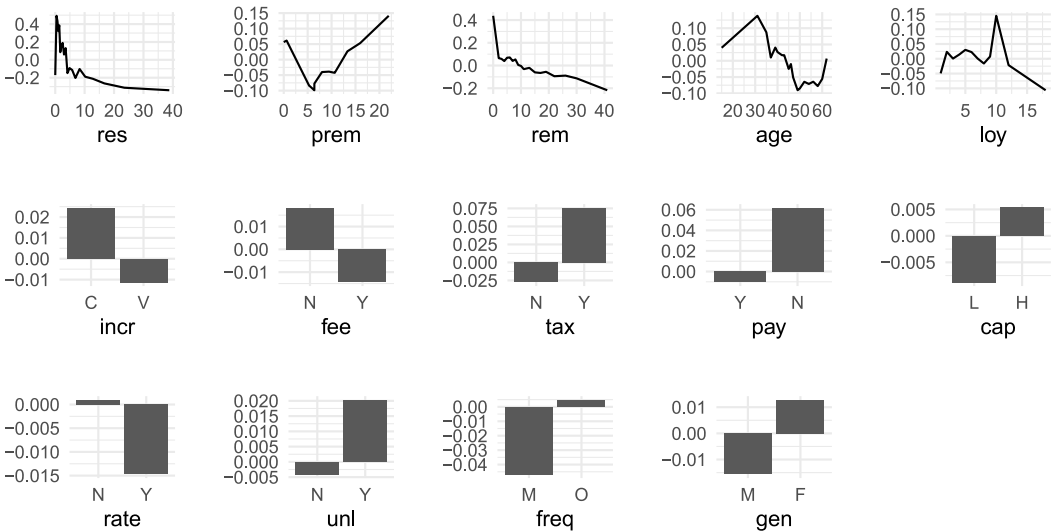 0.4
0.2
0.0
−0.2
0 10 20 30 40
res
0.15
0.10
0.05
0.00
−0.05
−0.10
0 5 10 15 20
prem
0.4
0.2
0.0
−0.2
0 10 20 30 40
rem
0.10
0.05
0.00
−0.05
−0.10
20 30 40 50 60
age
0.15
0.10
0.05
0.00
−0.05
−0.10
5 10 15
loy
0.02
0.01
0.00
−0.01
C V
incr
0.01
0.00
−0.01
N Y
fee
0.075
0.050
0.025
0.000
−0.025
N Y
tax
0.06
0.04
0.02
0.00
Y N
pay
0.005
0.000
−0.005
L H
cap
0.000
−0.005
−0.010
−0.015
N Y
rate
0.020
0.015
0.010
0.005
0.000
−0.005
N Y
unl
0.00
−0.01
−0.02
−0.03
−0.04
M O
freq
0.01
0.00
−0.01
M F
gen